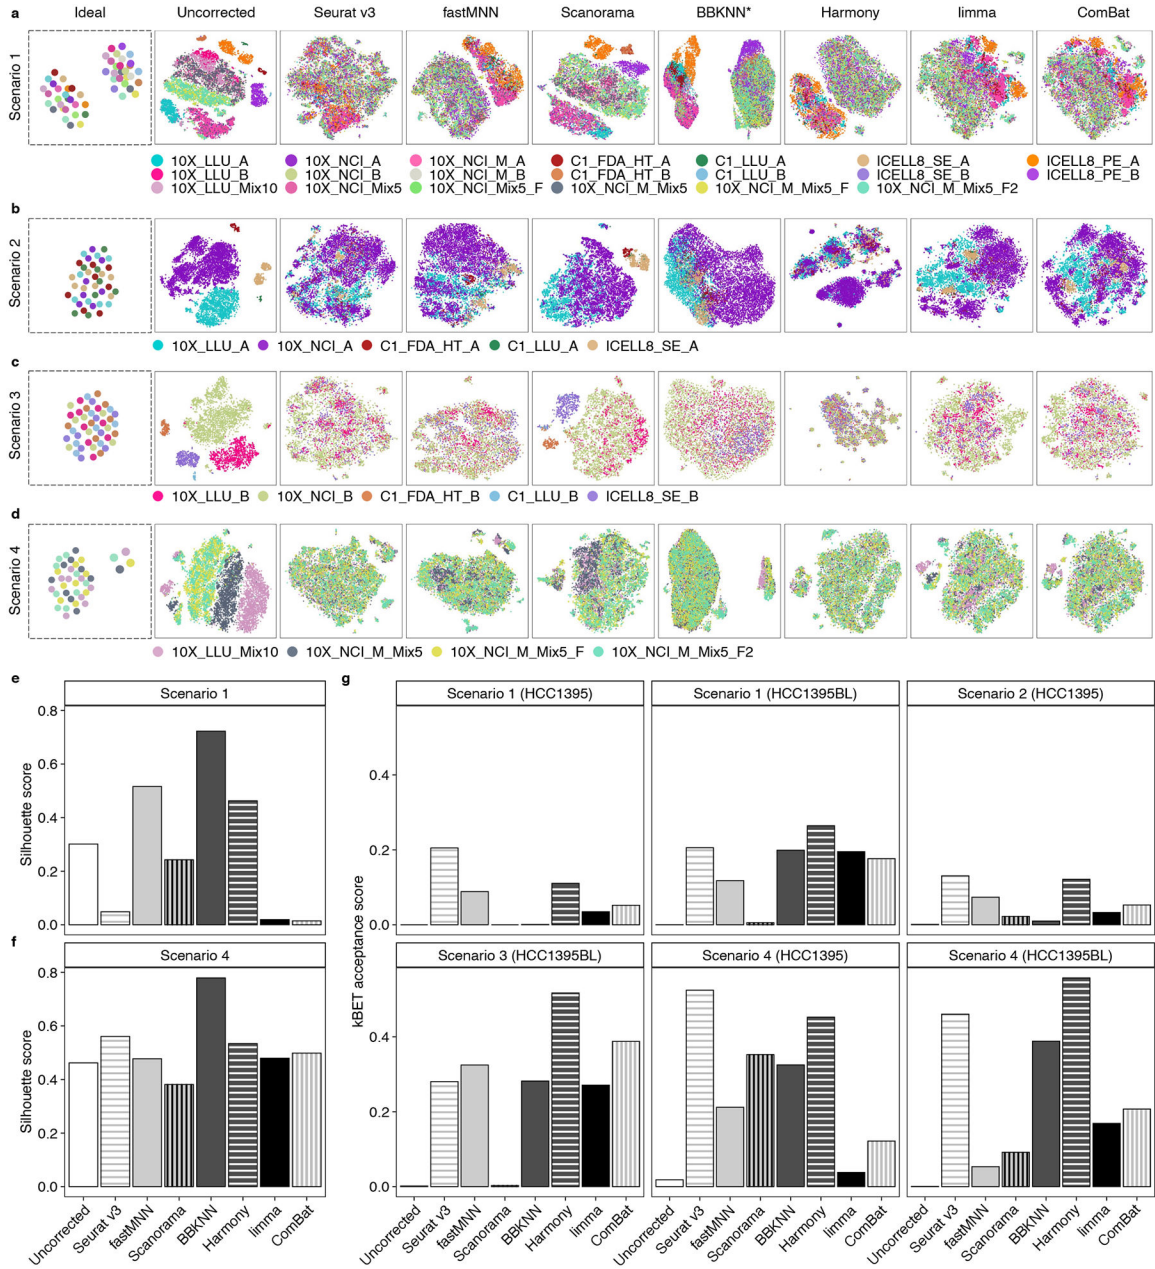 a Ideal Uncorrected Seurat v3 fastMNN Scanorama BBKNN* Harmony limma ComBat
Scenario 1
10X_LLU_A 10X_NCI_A 10X_NCI_M_A C1_FDA_HT_A C1_LLU_A ICELL8_SE_A ICELL8_PE_A
10X_LLU_B 10X_NCI_B 10X_NCI_M_B C1_FDA_HT_B C1_LLU_B ICELL8_SE_B ICELL8_PE_B
10X_LLU_Mix10 10X_NCI_Mix5 10X_NCI_Mix5_F 10X_NCI_M_Mix5 10X_NCI_M_Mix5_F 10X_NCI_M_Mix5_F2
b
Scenario 2
10X_LLU_A 10X_NCI_A C1_FDA_HT_A C1_LLU_A ICELL8_SE_A
c
Scenario 3
10X_LLU_B 10X_NCI_B C1_FDA_HT_B C1_LLU_B ICELL8_SE_B
d
Scenario 4
10X_LLU_Mix10 10X_NCI_M_Mix5 10X_NCI_M_Mix5_F 10X_NCI_M_Mix5_F2
e
Scenario 1
Silhouette score
0.8
0.6
0.4
0.2
0.0
f
Scenario 4
Silhouette score
0.8
0.6
0.4
0.2
0.0
Uncorrected Seurat v3 fastMNN Scanorama BBKNN Harmony limma ComBat
g
Scenario 1 (HCC1395) Scenario 1 (HCC1395BL) Scenario 2 (HCC1395)
kBET acceptance score
0.4
0.2
0.0
Scenario 3 (HCC1395BL) Scenario 4 (HCC1395) Scenario 4 (HCC1395BL)
0.4
0.2
0.0
Uncorrected Seurat v3 fastMNN Scanorama BBKNN Harmony limma ComBat
Uncorrected Seurat v3 fastMNN Scanorama BBKNN Harmony limma ComBat
Uncorrected Seurat v3 fastMNN Scanorama BBKNN Harmony limma ComBat